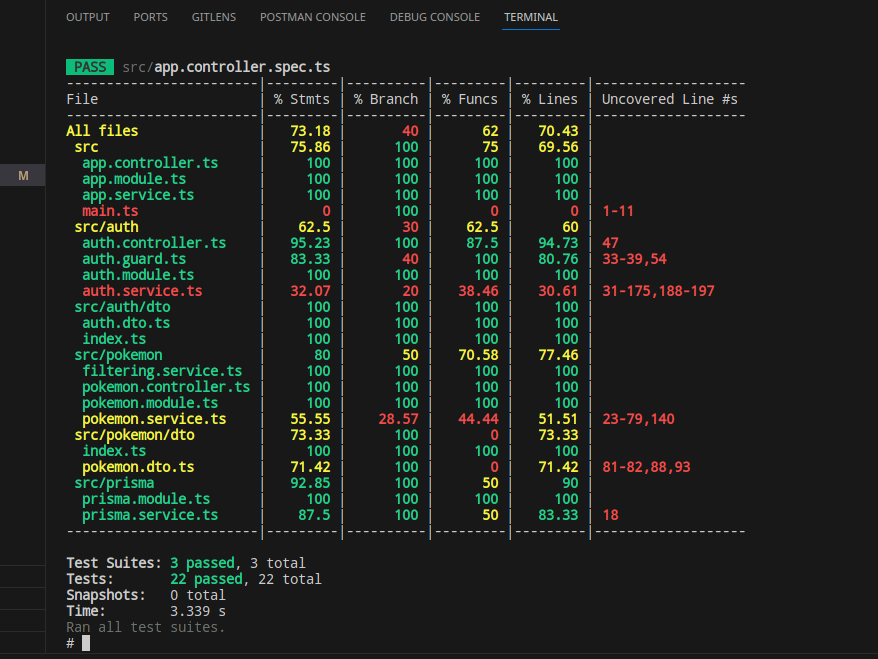 OUTPUT PORTS GITLENS POSTMAN CONSOLE DEBUG CONSOLE TERMINAL
PASS src/app.controller.spec.ts
-------------------------|---------|----------|---------|---------|-------------------
File | % Stmts | % Branch | % Funcs | % Lines | Uncovered Line #s
-------------------------|---------|----------|---------|---------|-------------------
All files | 73.18 | 40 | 62 | 70.43 |
src | 75.86 | 100 | 75 | 69.56 |
app.controller.ts | 100 | 100 | 100 | 100 |
app.module.ts | 100 | 100 | 100 | 100 |
app.service.ts | 100 | 100 | 100 | 100 |
main.ts | 0 | 100 | 0 | 0 | 1-11
src/auth | 62.5 | 30 | 62.5 | 60 |
auth.controller.ts | 95.23 | 100 | 87.5 | 94.73 | 47
auth.guard.ts | 83.33 | 40 | 100 | 80.76 | 33-39,54
auth.module.ts | 100 | 100 | 100 | 100 |
auth.service.ts | 32.07 | 20 | 38.46 | 30.61 | 31-175,188-197
src/auth/dto | 100 | 100 | 100 | 100 |
auth.dto.ts | 100 | 100 | 100 | 100 |
index.ts | 100 | 100 | 100 | 100 |
src/pokemon | 80 | 50 | 70.58 | 77.46 |
filtering.service.ts | 100 | 100 | 100 | 100 |
pokemon.controller.ts | 100 | 100 | 100 | 100 |
pokemon.module.ts | 100 | 100 | 100 | 100 |
pokemon.service.ts | 55.55 | 28.57 | 44.44 | 51.51 | 23-79,140
src/pokemon/dto | 73.33 | 100 | 0 | 73.33 |
index.ts | 100 | 100 | 100 | 100 |
pokemon.dto.ts | 71.42 | 100 | 0 | 71.42 | 81-82,88,93
src/prisma | 92.85 | 100 | 50 | 90 |
prisma.module.ts | 100 | 100 | 100 | 100 |
prisma.service.ts | 87.5 | 100 | 50 | 83.33 | 18
-------------------------|---------|----------|---------|---------|-------------------
M
Test Suites: 3 passed, 3 total
Tests: 22 passed, 22 total
Snapshots: 0 total
Time: 3.339 s
Ran all test suites.
#